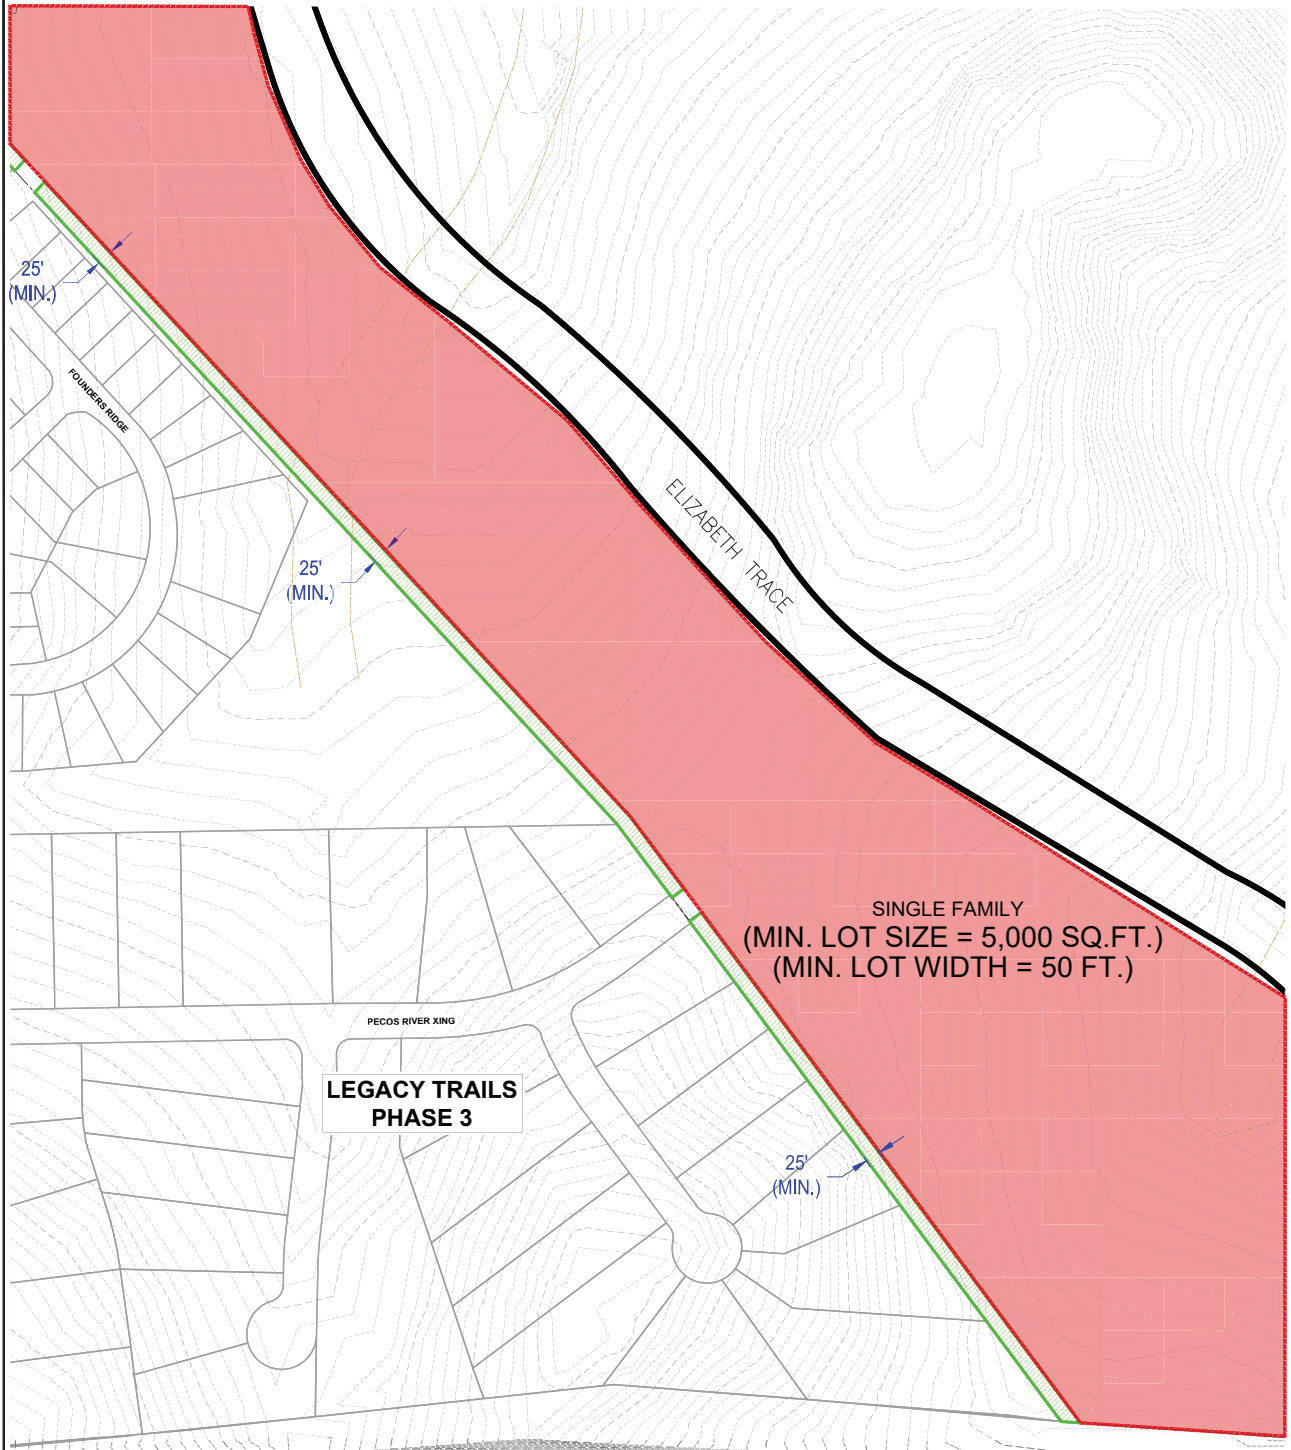 25'
(MIN.)
FOUNDERS RIDGE
25'
(MIN.)
ELIZABETH TRACE
SINGLE FAMILY
(MIN. LOT SIZE = 5,000 SQ.FT.)
(MIN. LOT WIDTH = 50 FT.)
PECOS RIVER XING
LEGACY TRAILS
PHASE 3
25'
(MIN.)